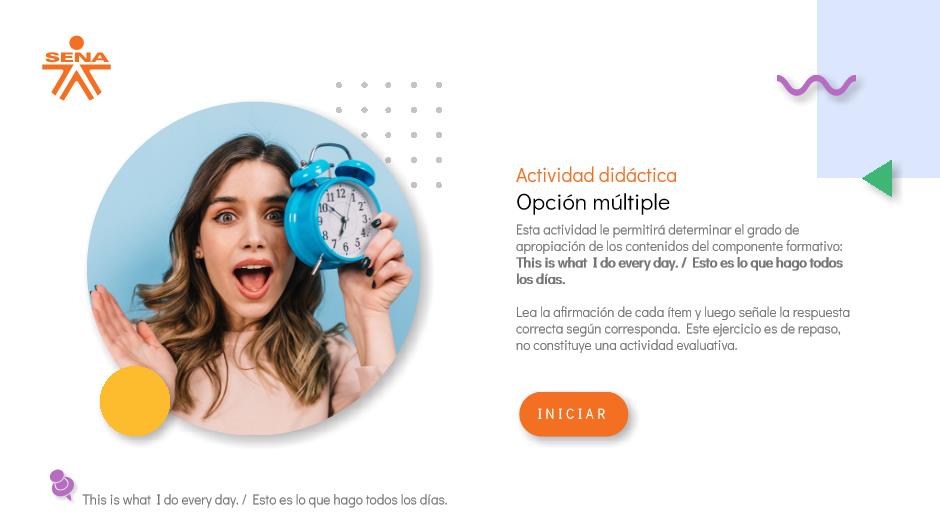 SENA
Actividad didáctica
Opción múltiple
Esta actividad le permitirá determinar el grado de
apropiación de los contenidos del componente formativo:
This is what I do every day. / Esto es lo que hago todos
los días.
Lea la afirmación de cada ítem y luego señale la respuesta
correcta según corresponda. Este ejercicio es de repaso,
no constituye una actividad evaluativa.
INICIAR
This is what I do every day. / Esto es lo que hago todos los días.